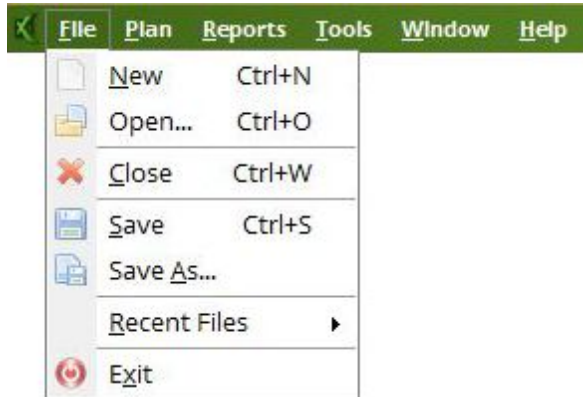 File Plan Reports Tools Window Help
New Ctrl+N
Open... Ctrl+O
Close Ctrl+W
Save Ctrl+S
Save As...
Recent Files
Exit